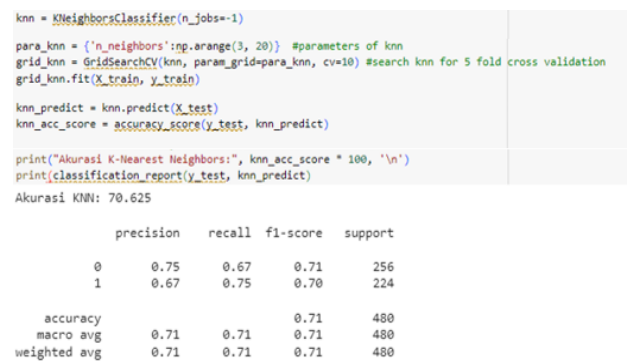 knn = KNeighborsClassifier(n_jobs=-1)
para_knn = {'n_neighbors':np.arange(3, 20)} #parameters of knn
grid_knn = GridSearchCV(knn, param_grid=para_knn, cv=10) #search knn for 5 fold cross validation
grid_knn.fit(X_train, y_train)
knn_predict = knn.predict(X_test)
knn_acc_score = accuracy_score(y_test, knn_predict)
print("Akurasi K-Nearest Neighbors:", knn_acc_score * 100, '\n')
print(classification_report(y_test, knn_predict)
Akurasi KNN: 70.625
precision recall f1-score support
0 0.75 0.67 0.71 256
1 0.67 0.75 0.70 224
accuracy 0.71 480
macro avg 0.71 0.71 0.71 480
weighted avg 0.71 0.71 0.71 480